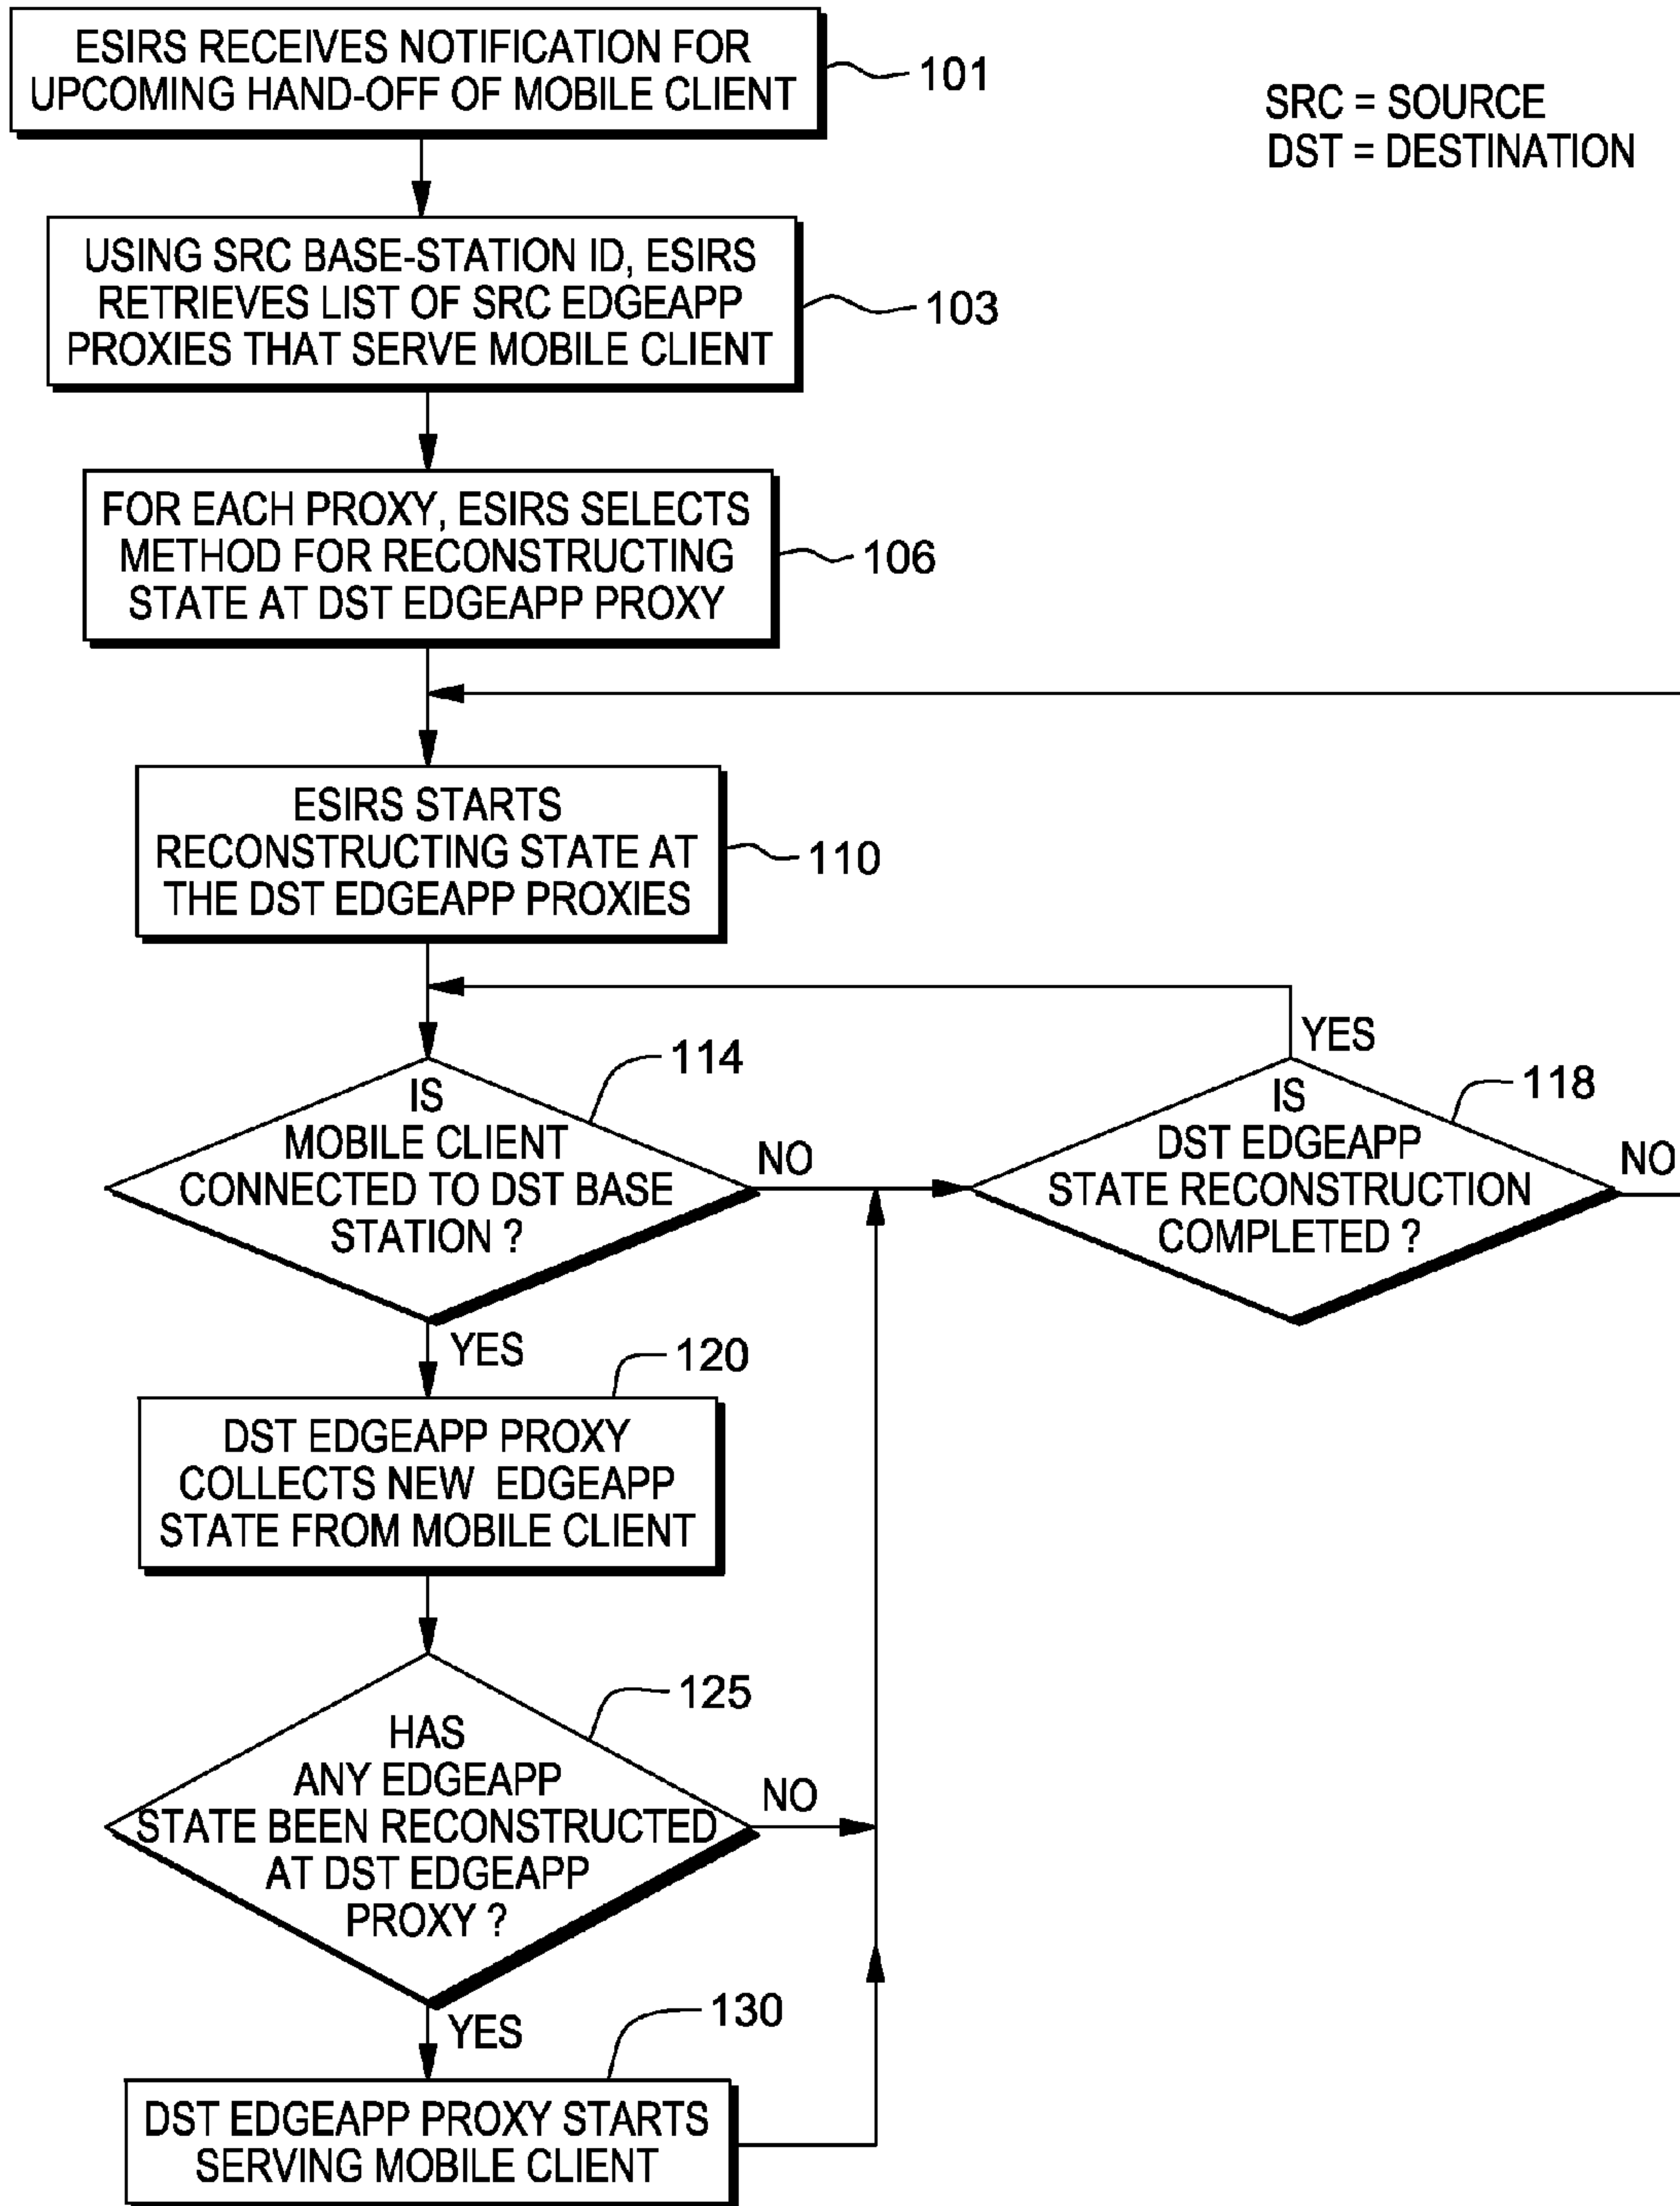 ESIRS RECEIVES NOTIFICATION FOR
UPCOMING HAND-OFF OF MOBILE CLIENT
101
SRC = SOURCE
DST = DESTINATION
USING SRC BASE-STATION ID, ESIRS
RETRIEVES LIST OF SRC EDGEAPP
PROXIES THAT SERVE MOBILE CLIENT
103
FOR EACH PROXY, ESIRS SELECTS
METHOD FOR RECONSTRUCTING
STATE AT DST EDGEAPP PROXY
106
ESIRS STARTS
RECONSTRUCTING STATE AT
THE DST EDGEAPP PROXIES
110
IS
MOBILE CLIENT
CONNECTED TO DST BASE
STATION ?
114
NO
YES
IS
DST EDGEAPP
STATE RECONSTRUCTION
COMPLETED ?
118
YES
NO
DST EDGEAPP PROXY
COLLECTS NEW EDGEAPP
STATE FROM MOBILE CLIENT
120
HAS
ANY EDGEAPP
STATE BEEN RECONSTRUCTED
AT DST EDGEAPP
PROXY ?
125
NO
YES
DST EDGEAPP PROXY STARTS
SERVING MOBILE CLIENT
130